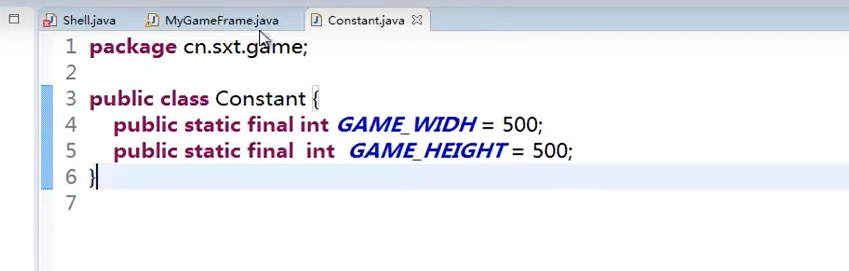 Shell.java MyGameFrame.java Constant.java
1 package cn.sxt.game;
2
3 public class Constant {
4 public static final int GAME_WIDH = 500;
5 public static final int GAME_HEIGHT = 500;
6 }
7